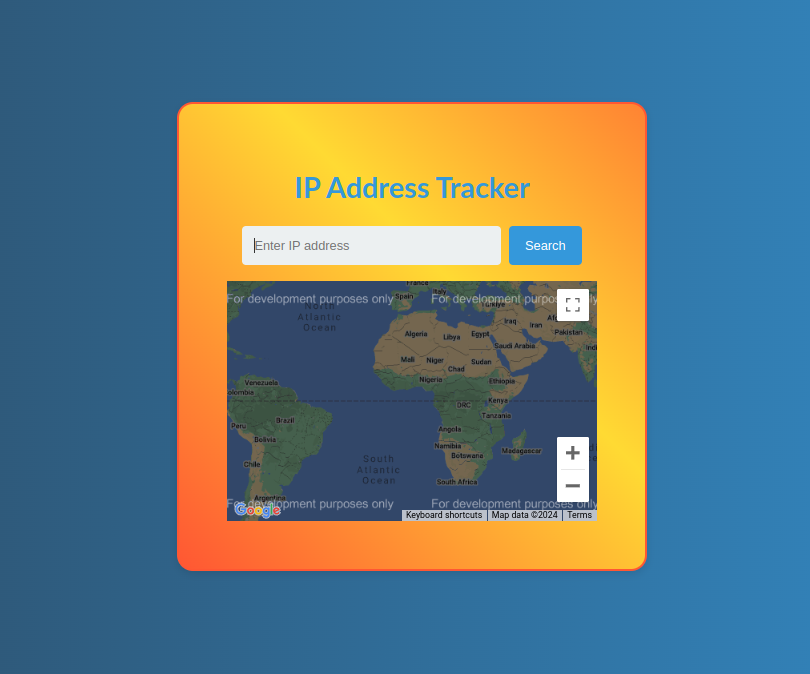 IP Address Tracker
Enter IP address
Search
France
For development purposes only
For development purposes only
Spain
Italy
Türkiye
North
Atlantic
Ocean
Iraq
Iran
Algeria
Libya
Egypt
Pakistan
Saudi Arabia
Mali
Niger
Sudan
Chad
Nigeria
Ethiopia
Venezuela
Kenya
DRC
Peru
Brazil
Tanzania
Angola
Bolivia
Namibia
Botswana
Madagascar
Chile
South
Atlantic
Ocean
South Africa
Argentina
For development purposes only
For development purposes only
Google
Keyboard shortcuts
Map data ©2024
Terms